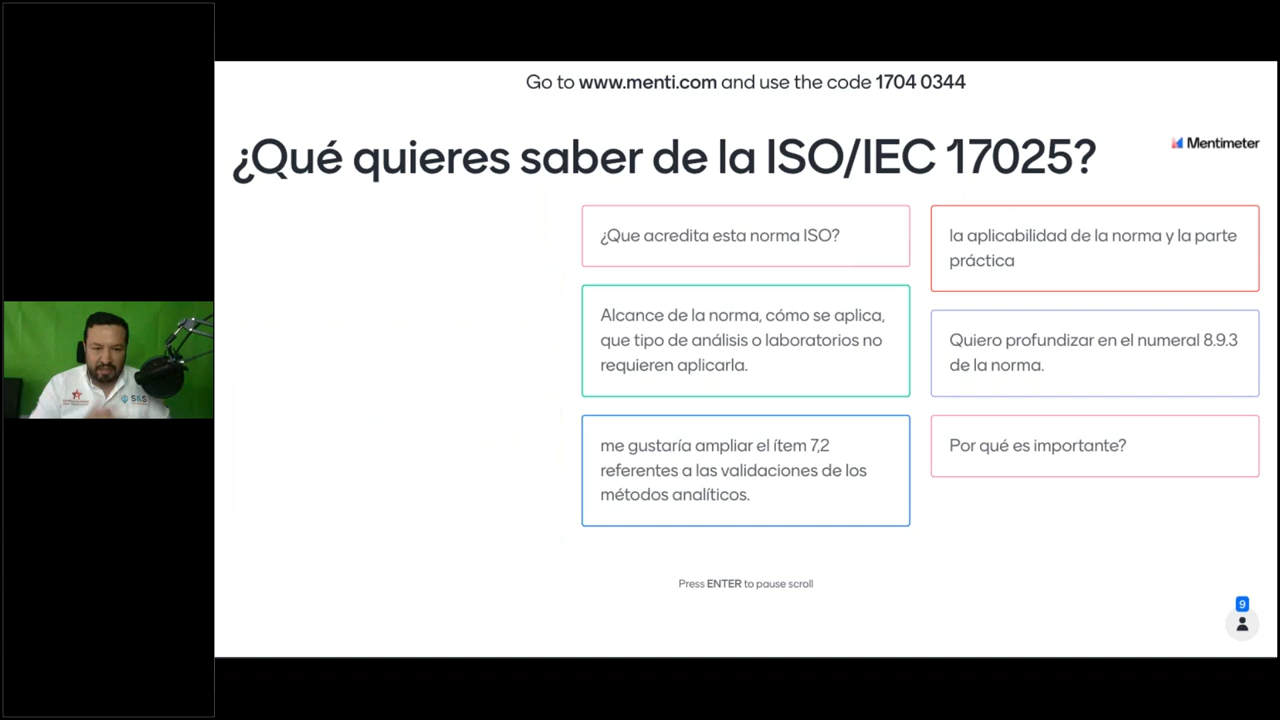 Go to www.menti.com and use the code 1704 0344
¿Qué quieres saber de la ISO/IEC 17025?
Mentimeter
¿Que acredita esta norma ISO?
Alcance de la norma, cómo se aplica,
que tipo de análisis o laboratorios no
requieren aplicarla.
me gustaría ampliar el ítem 7,2
referentes a las validaciones de los
métodos analíticos.
la aplicabilidad de la norma y la parte
práctica
Quiero profundizar en el numeral 8.9.3
de la norma.
Por qué es importante?
Press ENTER to pause scroll
9